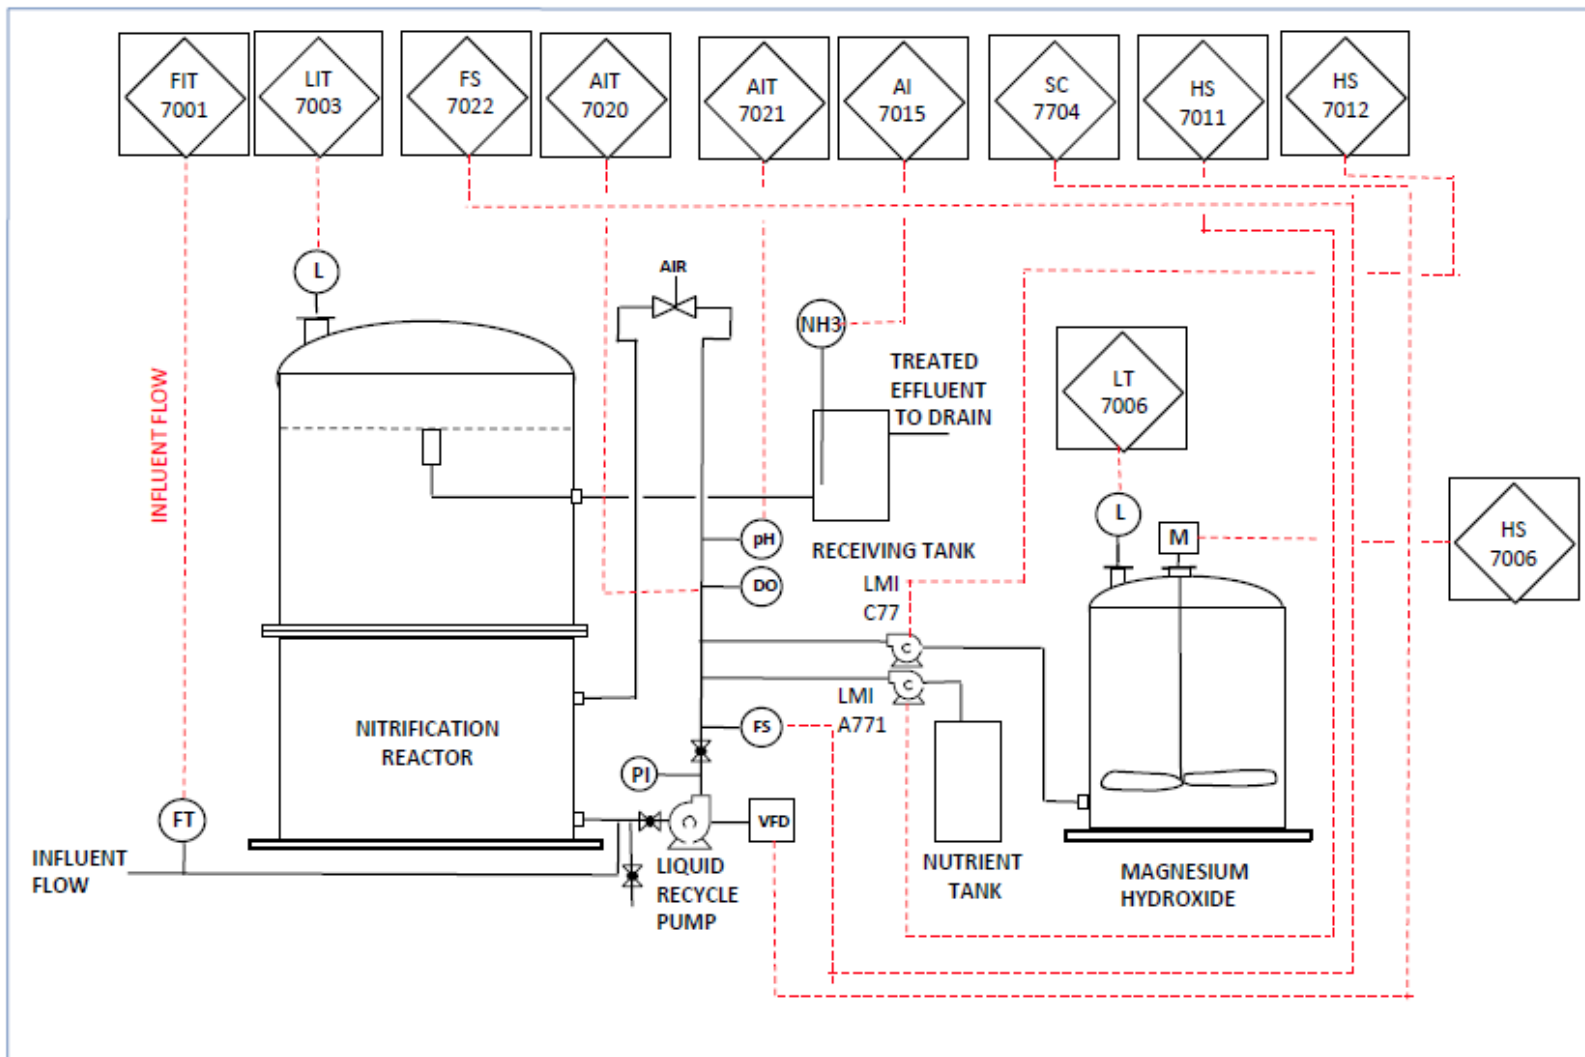 FIT
7001
LIT
7003
FS
7022
AIT
7020
AIT
7021
AI
7015
SC
7704
HS
7011
HS
7012
L
AIR
NH3
TREATED
EFFLUENT
TO DRAIN
LT
7006
INFLUENT FLOW
L
M
HS
7006
pH
RECEIVING TANK
DO
LMI
C77
C
C
LMI
A771
FS
NITRIFICATION
REACTOR
PI
FT
C
VFD
INFLUENT
FLOW
LIQUID
RECYCLE
PUMP
NUTRIENT
TANK
MAGNESIUM
HYDROXIDE